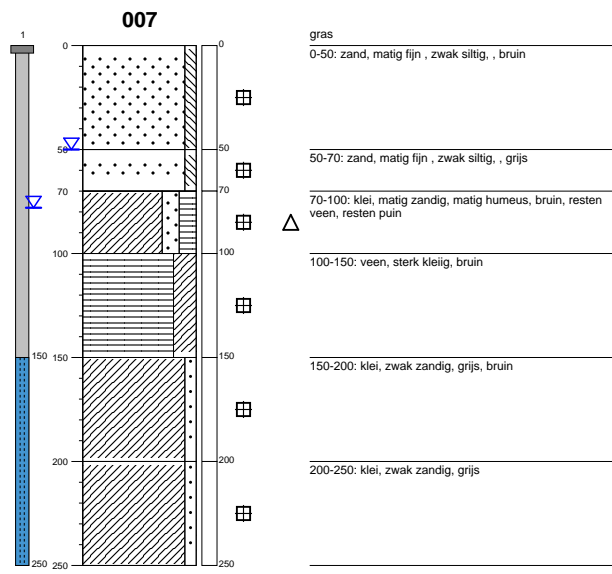 007
1
gras
0
0
0-50: zand, matig fijn , zwak siltig, , bruin
50
50
50-70: zand, matig fijn , zwak siltig, , grijs
70
70
70-100: klei, matig zandig, matig humeus, bruin, resten
veen, resten puin
100
100
100-150: veen, sterk kleiig, bruin
150
150
150
150-200: klei, zwak zandig, grijs, bruin
200
200
200-250: klei, zwak zandig, grijs
250
250
250